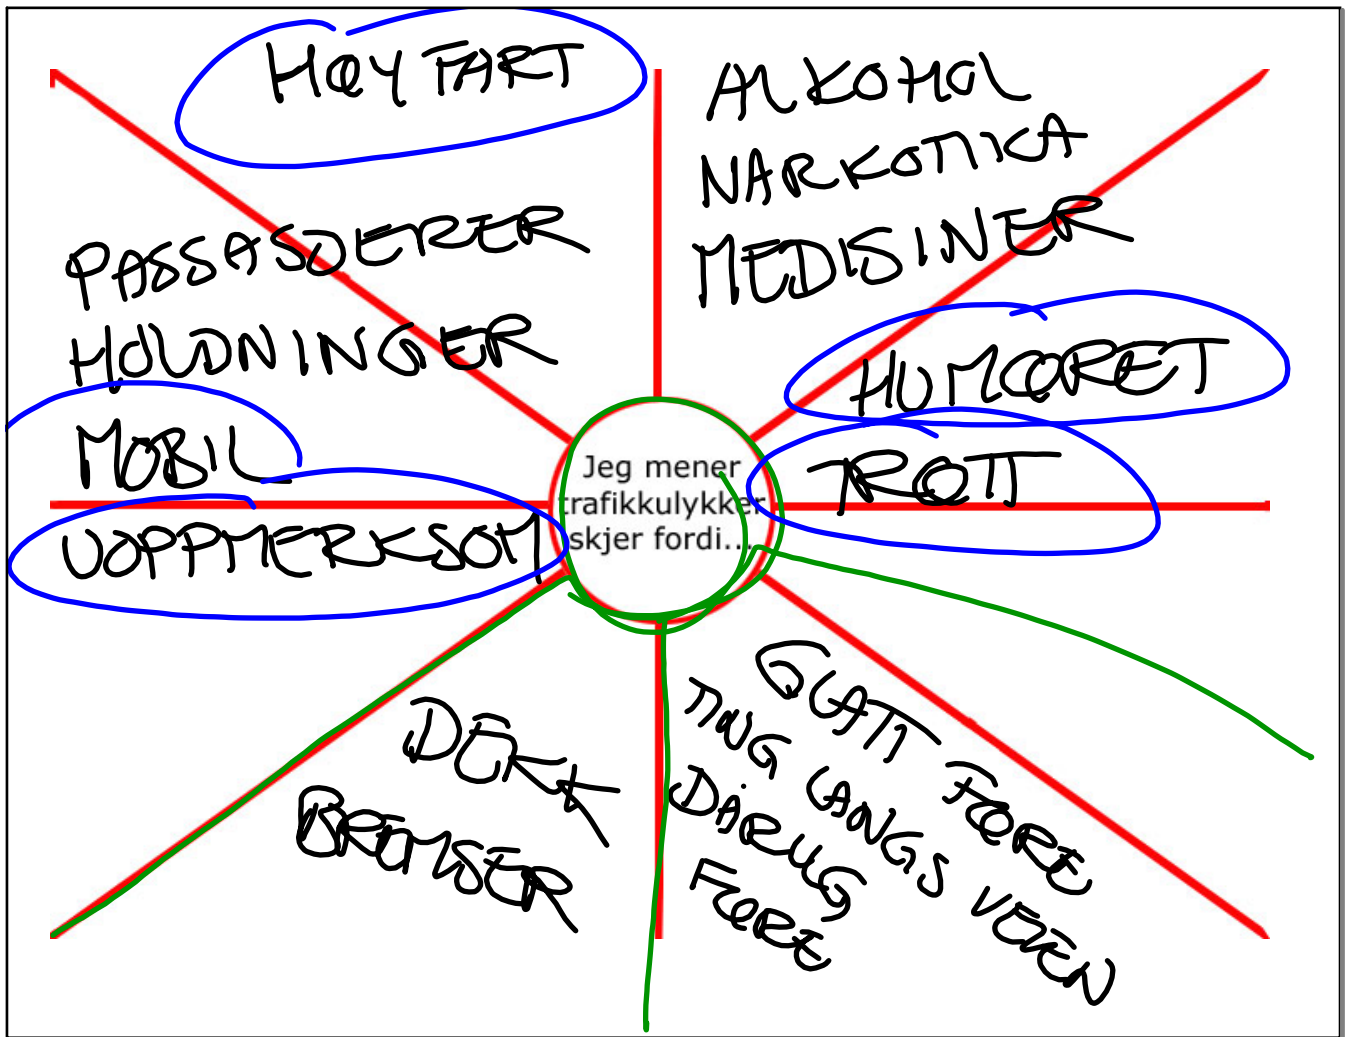 HØY FART
PASSASJERER
HOLDNINGER
MOBIL
UOPPMERKSOM
ALKOHOL
NARKOTIKA
MEDISINER
HUMØRET
TRØTT
Jeg mener
trafikkulykker
skjer fordi...
DEKK
BREMSER
GLATT FØRE
TING LANGS VEIEN
DÅRLIG
FØRE